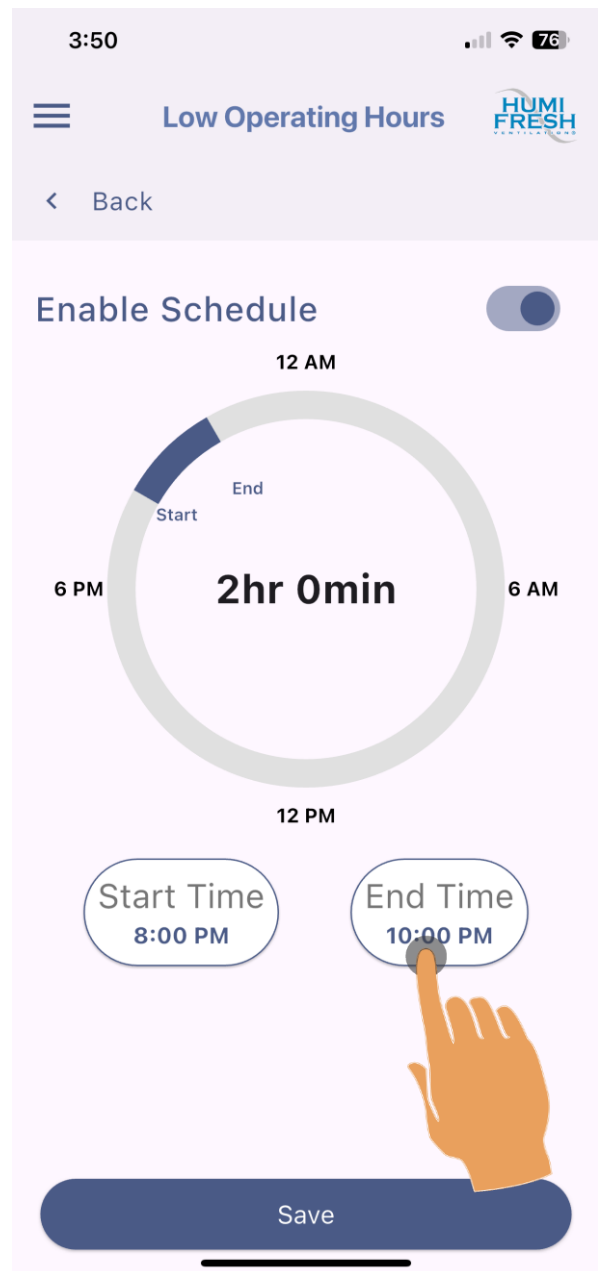 3:50
76
Low Operating Hours
HUMI
FRESH
VENTILATIONS
Back
Enable Schedule
12 AM
End
Start
6 PM
2hr 0min
6 AM
12 PM
Start Time
End Time
8:00 PM
10:00 PM
Save